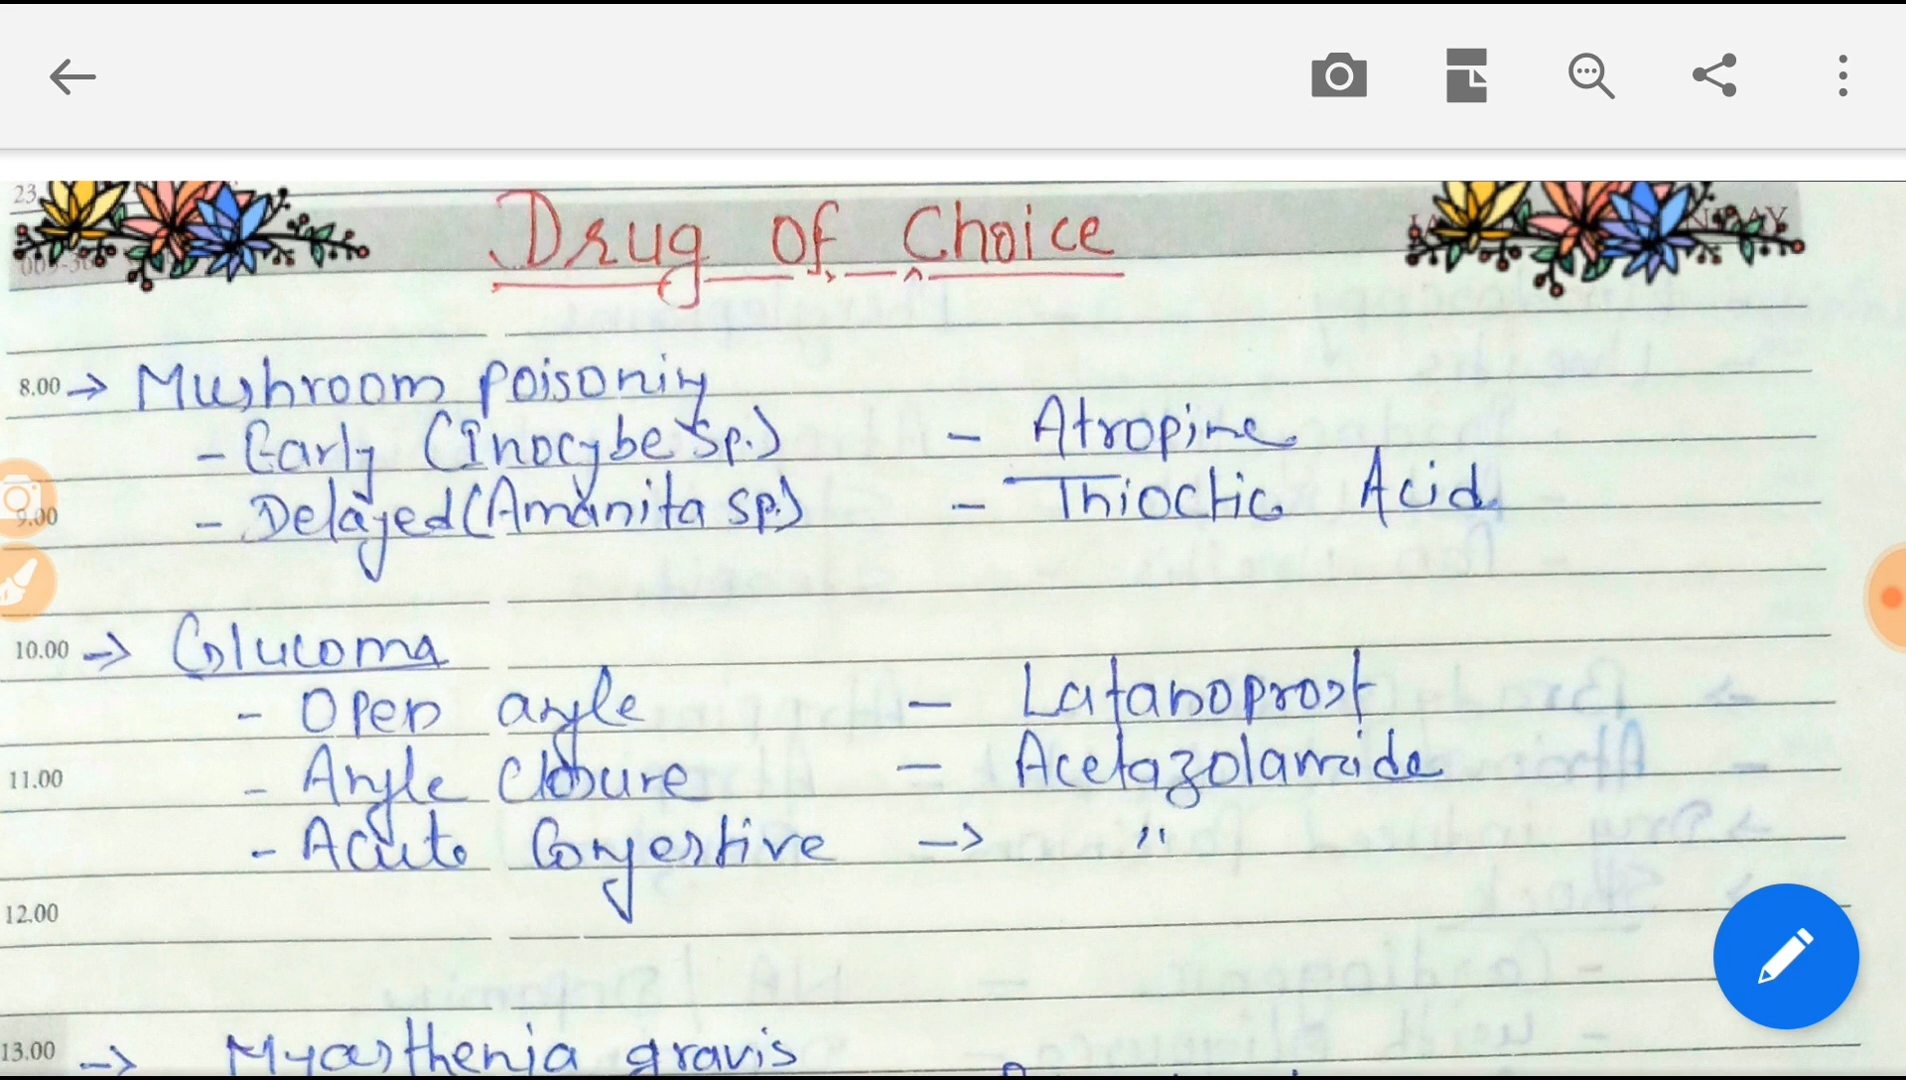 Drug of Choice
8.00 → Mushroom poisoning
- Early (Inocybe sp.) - Atropine
9.00 - Delayed (Amanita sp.) - Thioctic Acid
10.00 → Glucoma
- Open angle - Latanoprost
11.00 - Angle closure - Acetazolamide
- Acute Congestive → "
12.00
13.00 → Myasthenia gravis